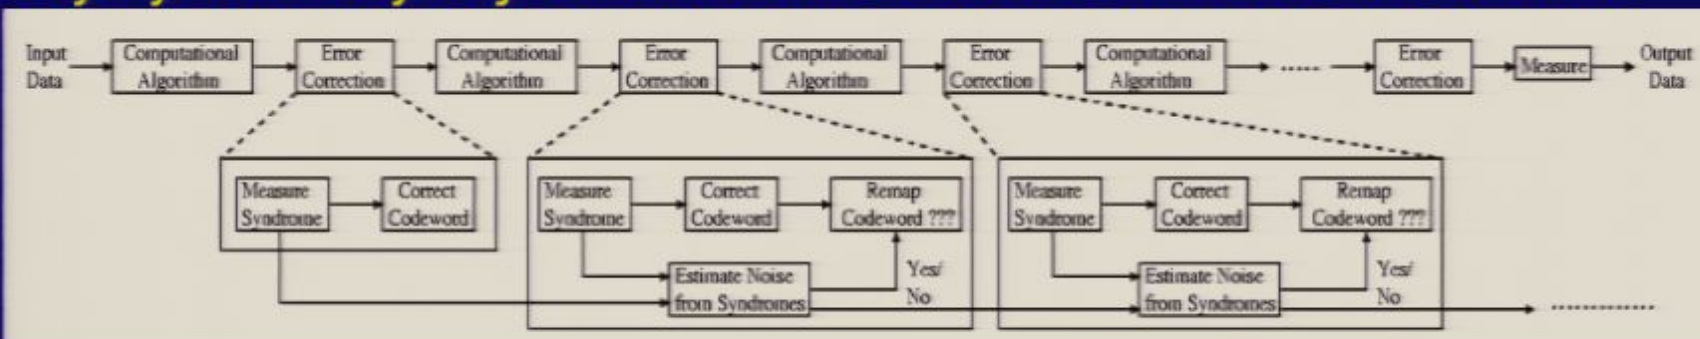 Input
Data
Computational
Algorithm
Error
Correction
Computational
Algorithm
Error
Correction
Computational
Algorithm
Error
Correction
Computational
Algorithm
Error
Correction
Measure
Output
Data
Measure
Syndrome
Correct
Codeword
Measure
Syndrome
Correct
Codeword
Remap
Codeword ???
Estimate Noise
from Syndromes
Yes/
No
Measure
Syndrome
Correct
Codeword
Remap
Codeword ???
Estimate Noise
from Syndromes
Yes/
No